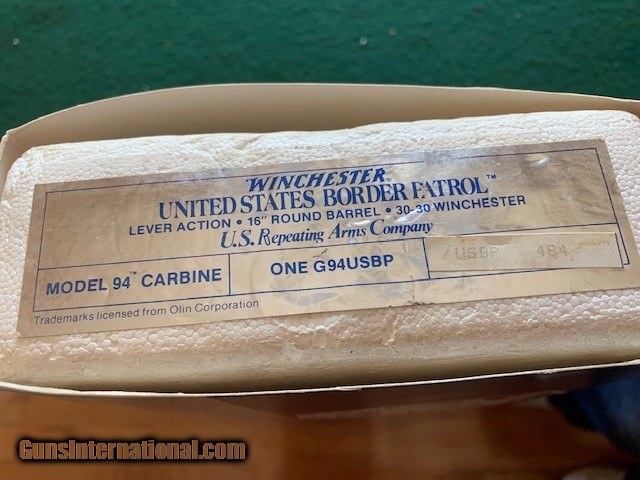 WINCHESTER
UNITED STATES BORDER PATROL™
LEVER ACTION • 16" ROUND BARREL • 30-30 WINCHESTER
U.S. Repeating Arms Company
MODEL 94™ CARBINE
ONE G94USBP
USBP 484
Trademarks licensed from Olin Corporation
GunsInternational.com